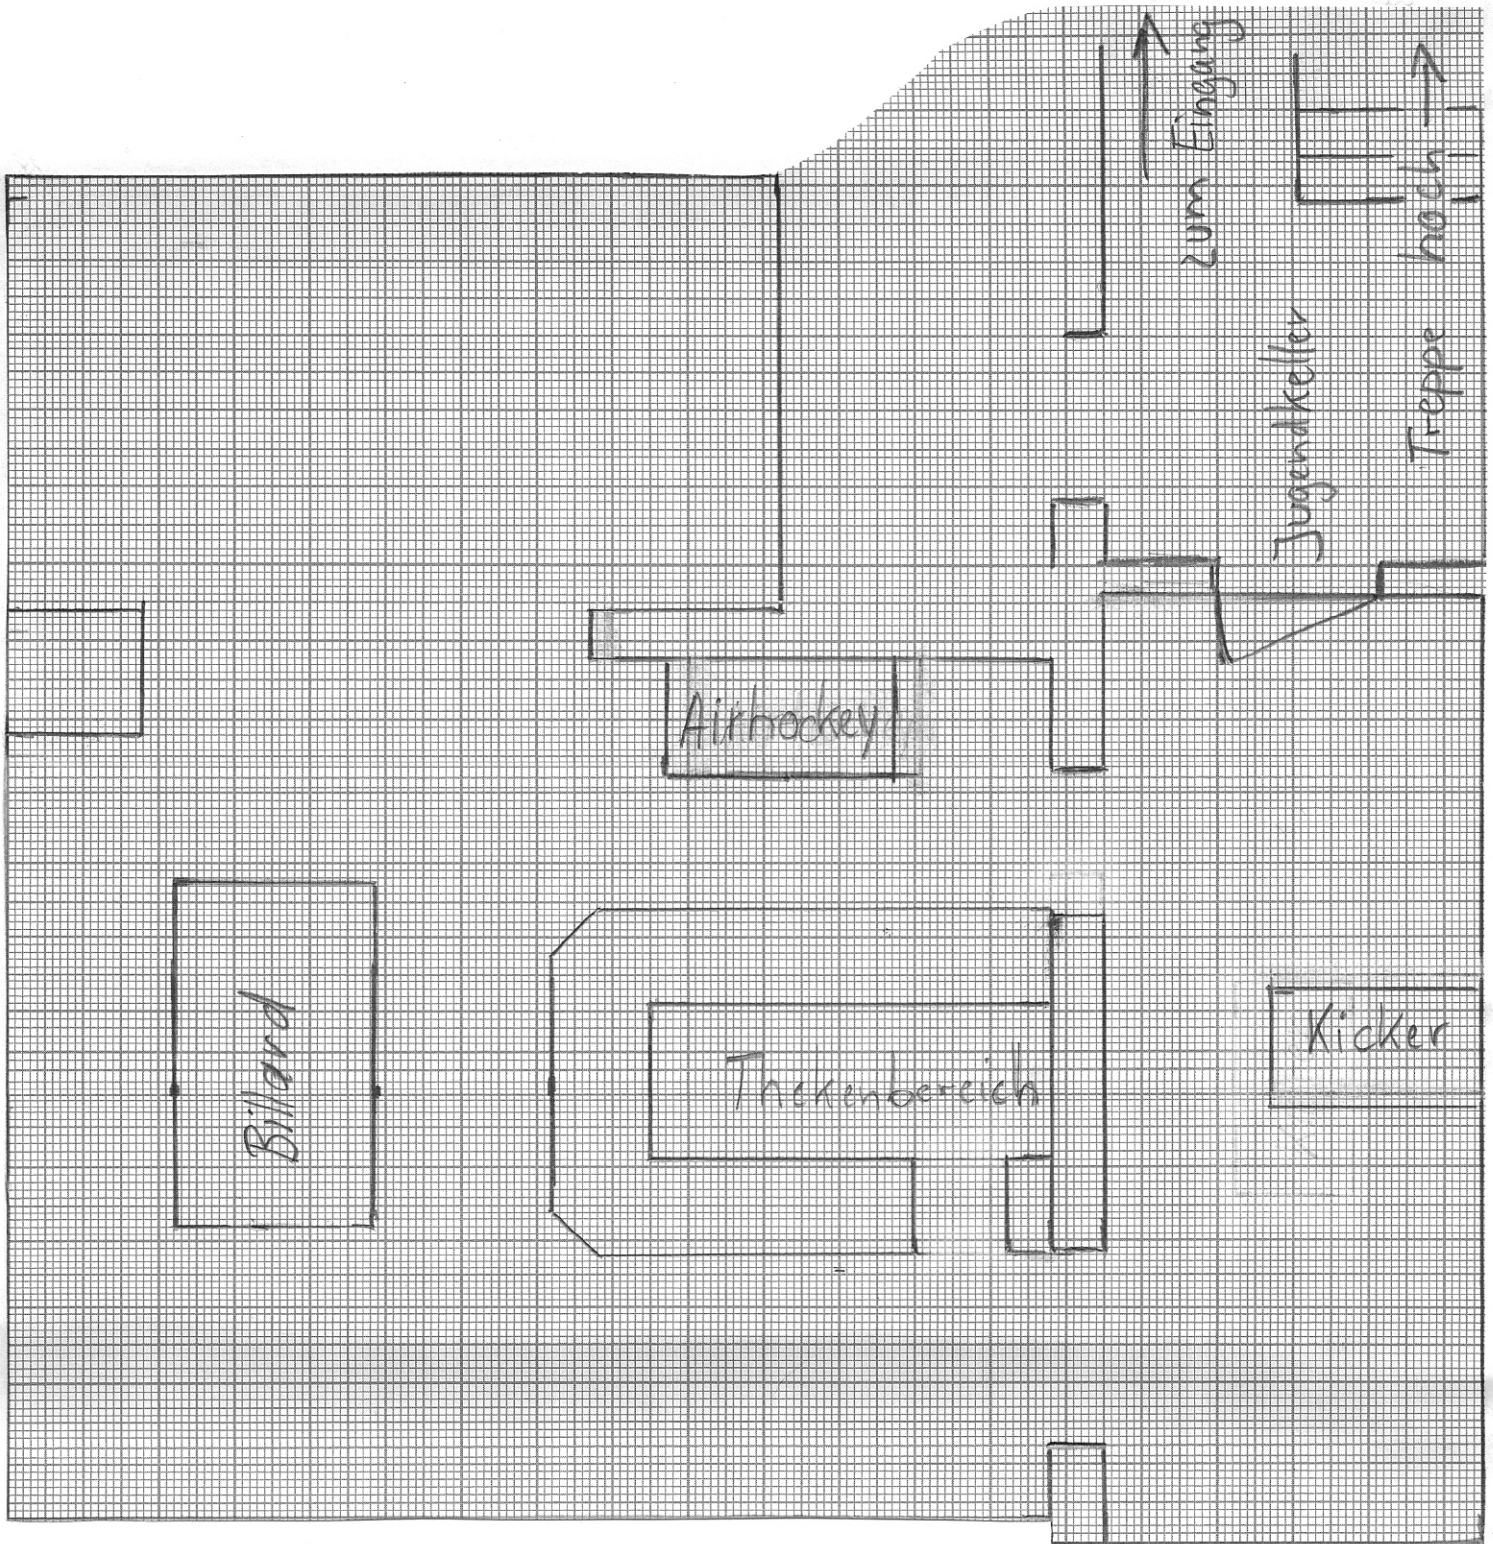 zum Eingang
Treppe hoch
Jugendkeller
Airhockey
Billard
Thekenbereich
Kicker